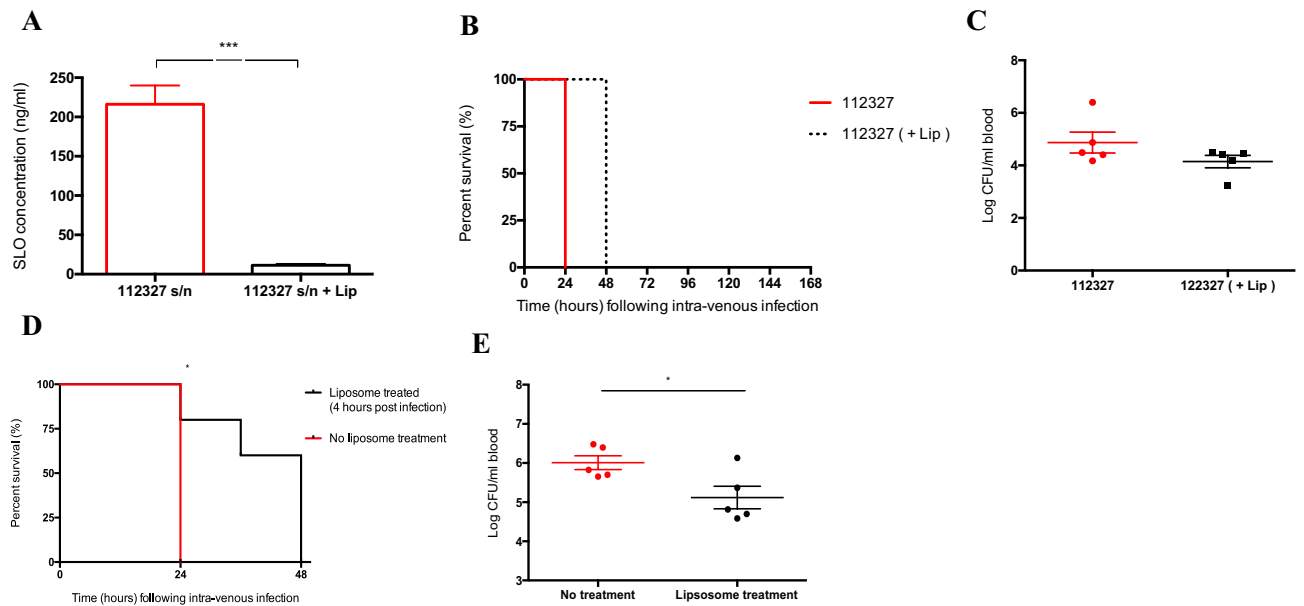 A
***
SLO concentration (ng/ml)
250
200
150
100
50
0
112327 s/n
112327 s/n + Lip
B
Percent survival (%)
100
75
50
25
0
0 24 48 72 96 120 144 168
Time (hours) following intra-venous infection
112327
112327 ( + Lip )
C
Log CFU/ml blood
8
6
4
2
0
112327
122327 ( + Lip )
D
*
Percent survival (%)
100
75
50
25
0
0 24 48
Time (hours) following intra-venous infection
Liposome treated
(4 hours post infection)
No liposome treatment
E
*
Log CFU/ml blood
8
7
6
5
4
3
No treatment
Lipsosome treatment